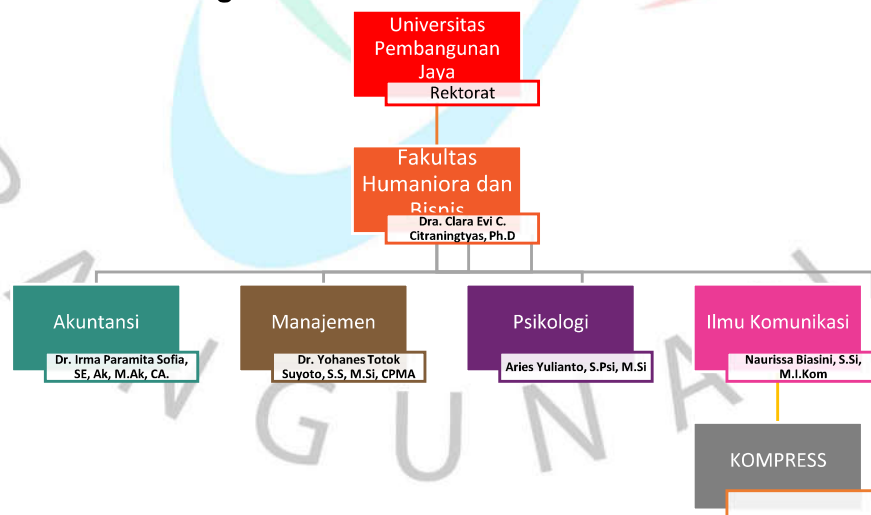 Universitas
Pembangunan
Jaya
Rektorat
Fakultas
Humaniora dan
Bisnis
Dra. Clara Evi C.
Citraningtyas, Ph.D
Akuntansi
Dr. Irma Paramita Sofia,
SE, Ak, M.Ak, CA.
Manajemen
Dr. Yohanes Totok
Suyoto, S.S, M.Si, CPMA
Psikologi
Aries Yulianto, S.Psi, M.Si
Ilmu Komunikasi
Naurissa Biasini, S.Si,
M.I.Kom
KOMPRESS
N G U N A